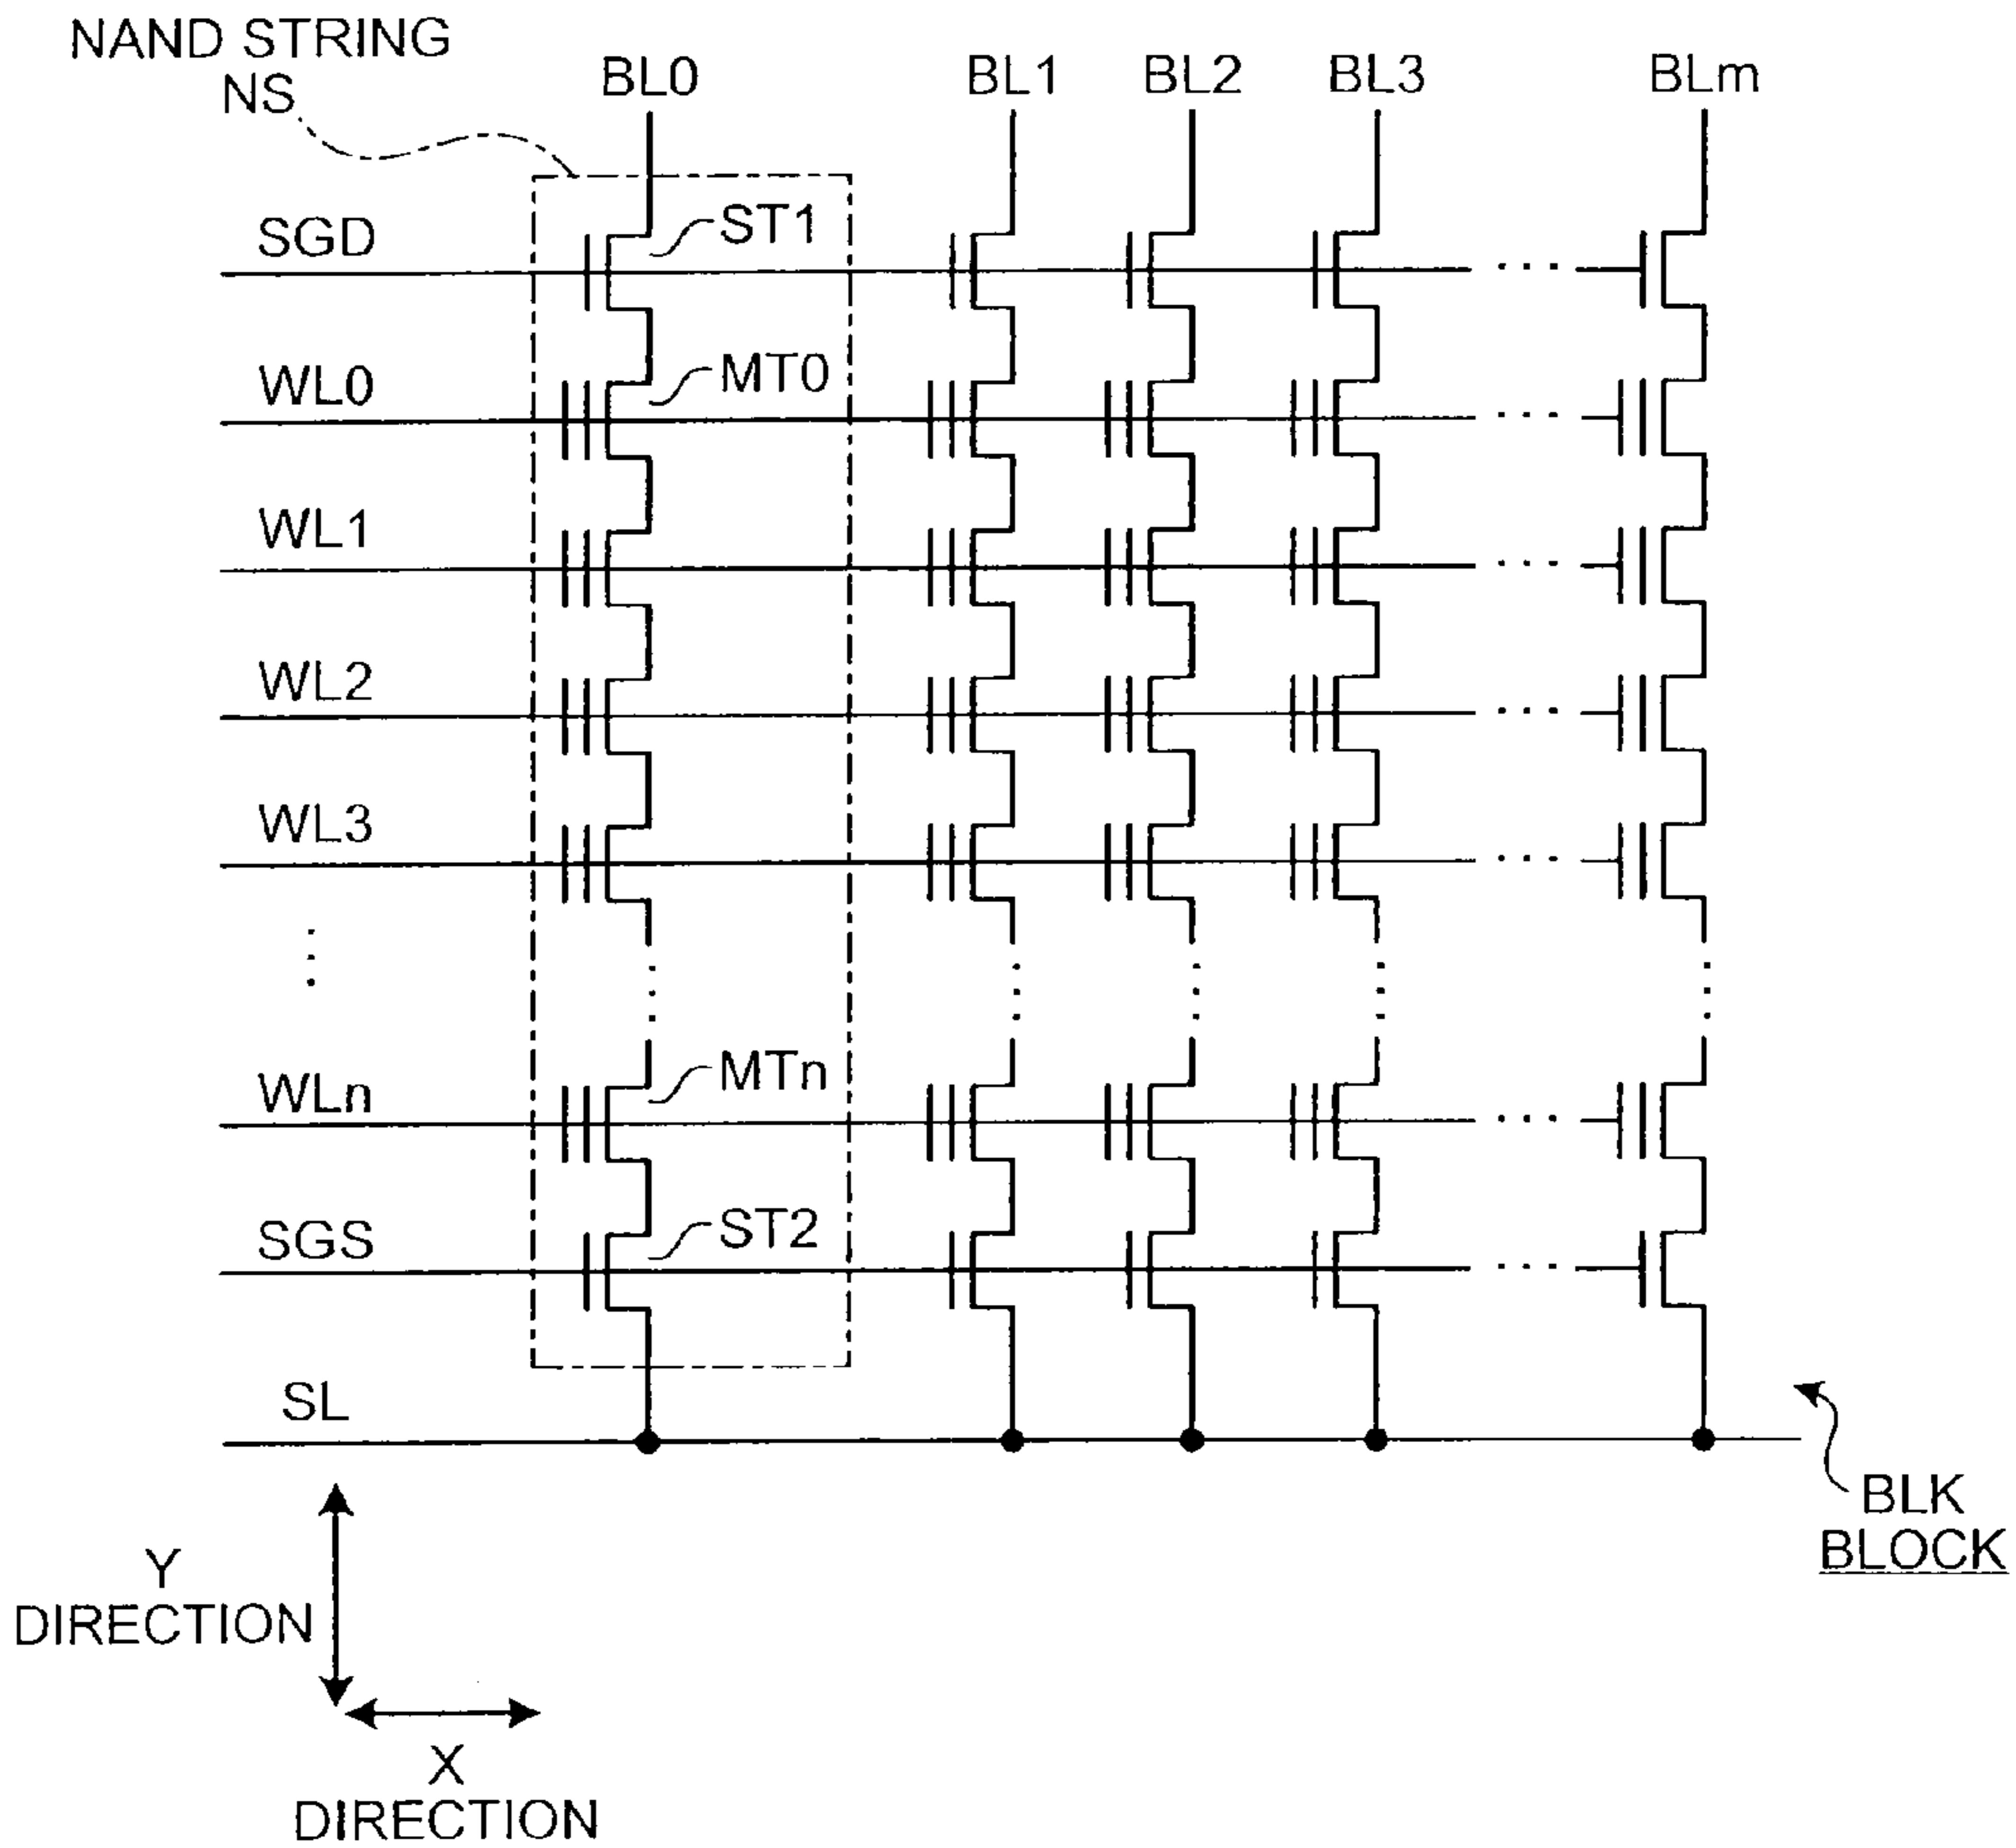 NAND STRING
NS
BL0
BL1
BL2
BL3
BLm
SGD
ST1
WL0
MT0
WL1
WL2
WL3
WLn
MTn
SGS
ST2
SL
BLK
BLOCK
Y
DIRECTION
X
DIRECTION